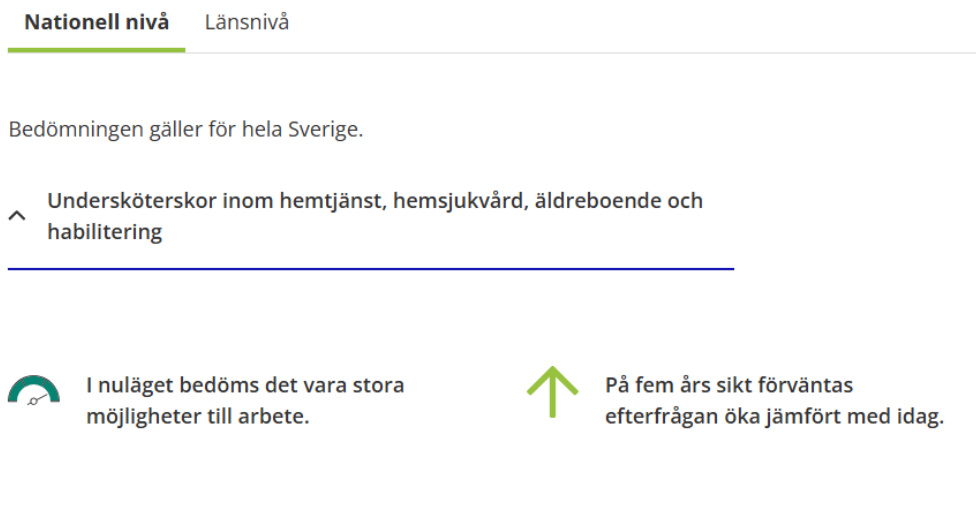 Nationell nivå Länsnivå
Bedömningen gäller för hela Sverige.
Undersköterskor inom hemtjänst, hemsjukvård, äldreboende och
habilitering
I nuläget bedöms det vara stora
möjligheter till arbete.
På fem års sikt förväntas
efterfrågan öka jämfört med idag.